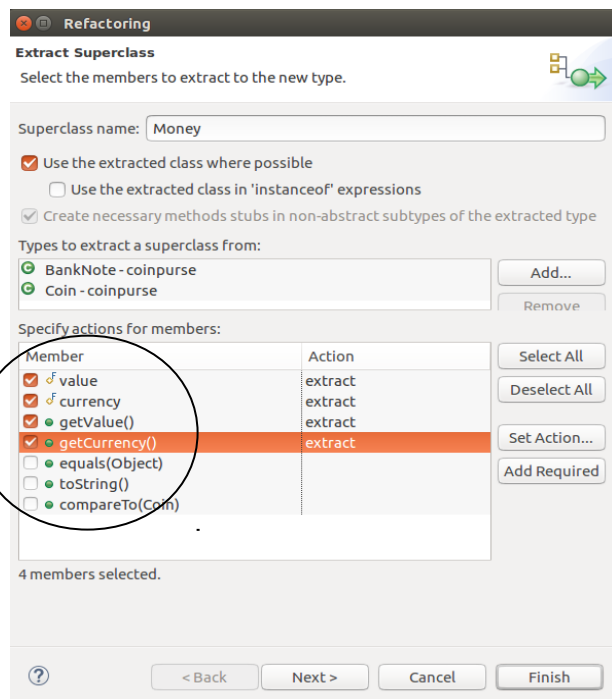 Refactoring
Extract Superclass
Select the members to extract to the new type.
Superclass name: Money
Use the extracted class where possible
Use the extracted class in 'instanceof' expressions
Create necessary methods stubs in non-abstract subtypes of the extracted type
Types to extract a superclass from:
C BankNote - coinpurse
C Coin - coinpurse
Add...
Remove
Specify actions for members:
Member Action
F value extract
F currency extract
getValue() extract
getCurrency() extract
equals(Object)
toString()
compareTo(Coin)
Select All
Deselect All
Set Action...
Add Required
4 members selected.
? < Back Next > Cancel Finish